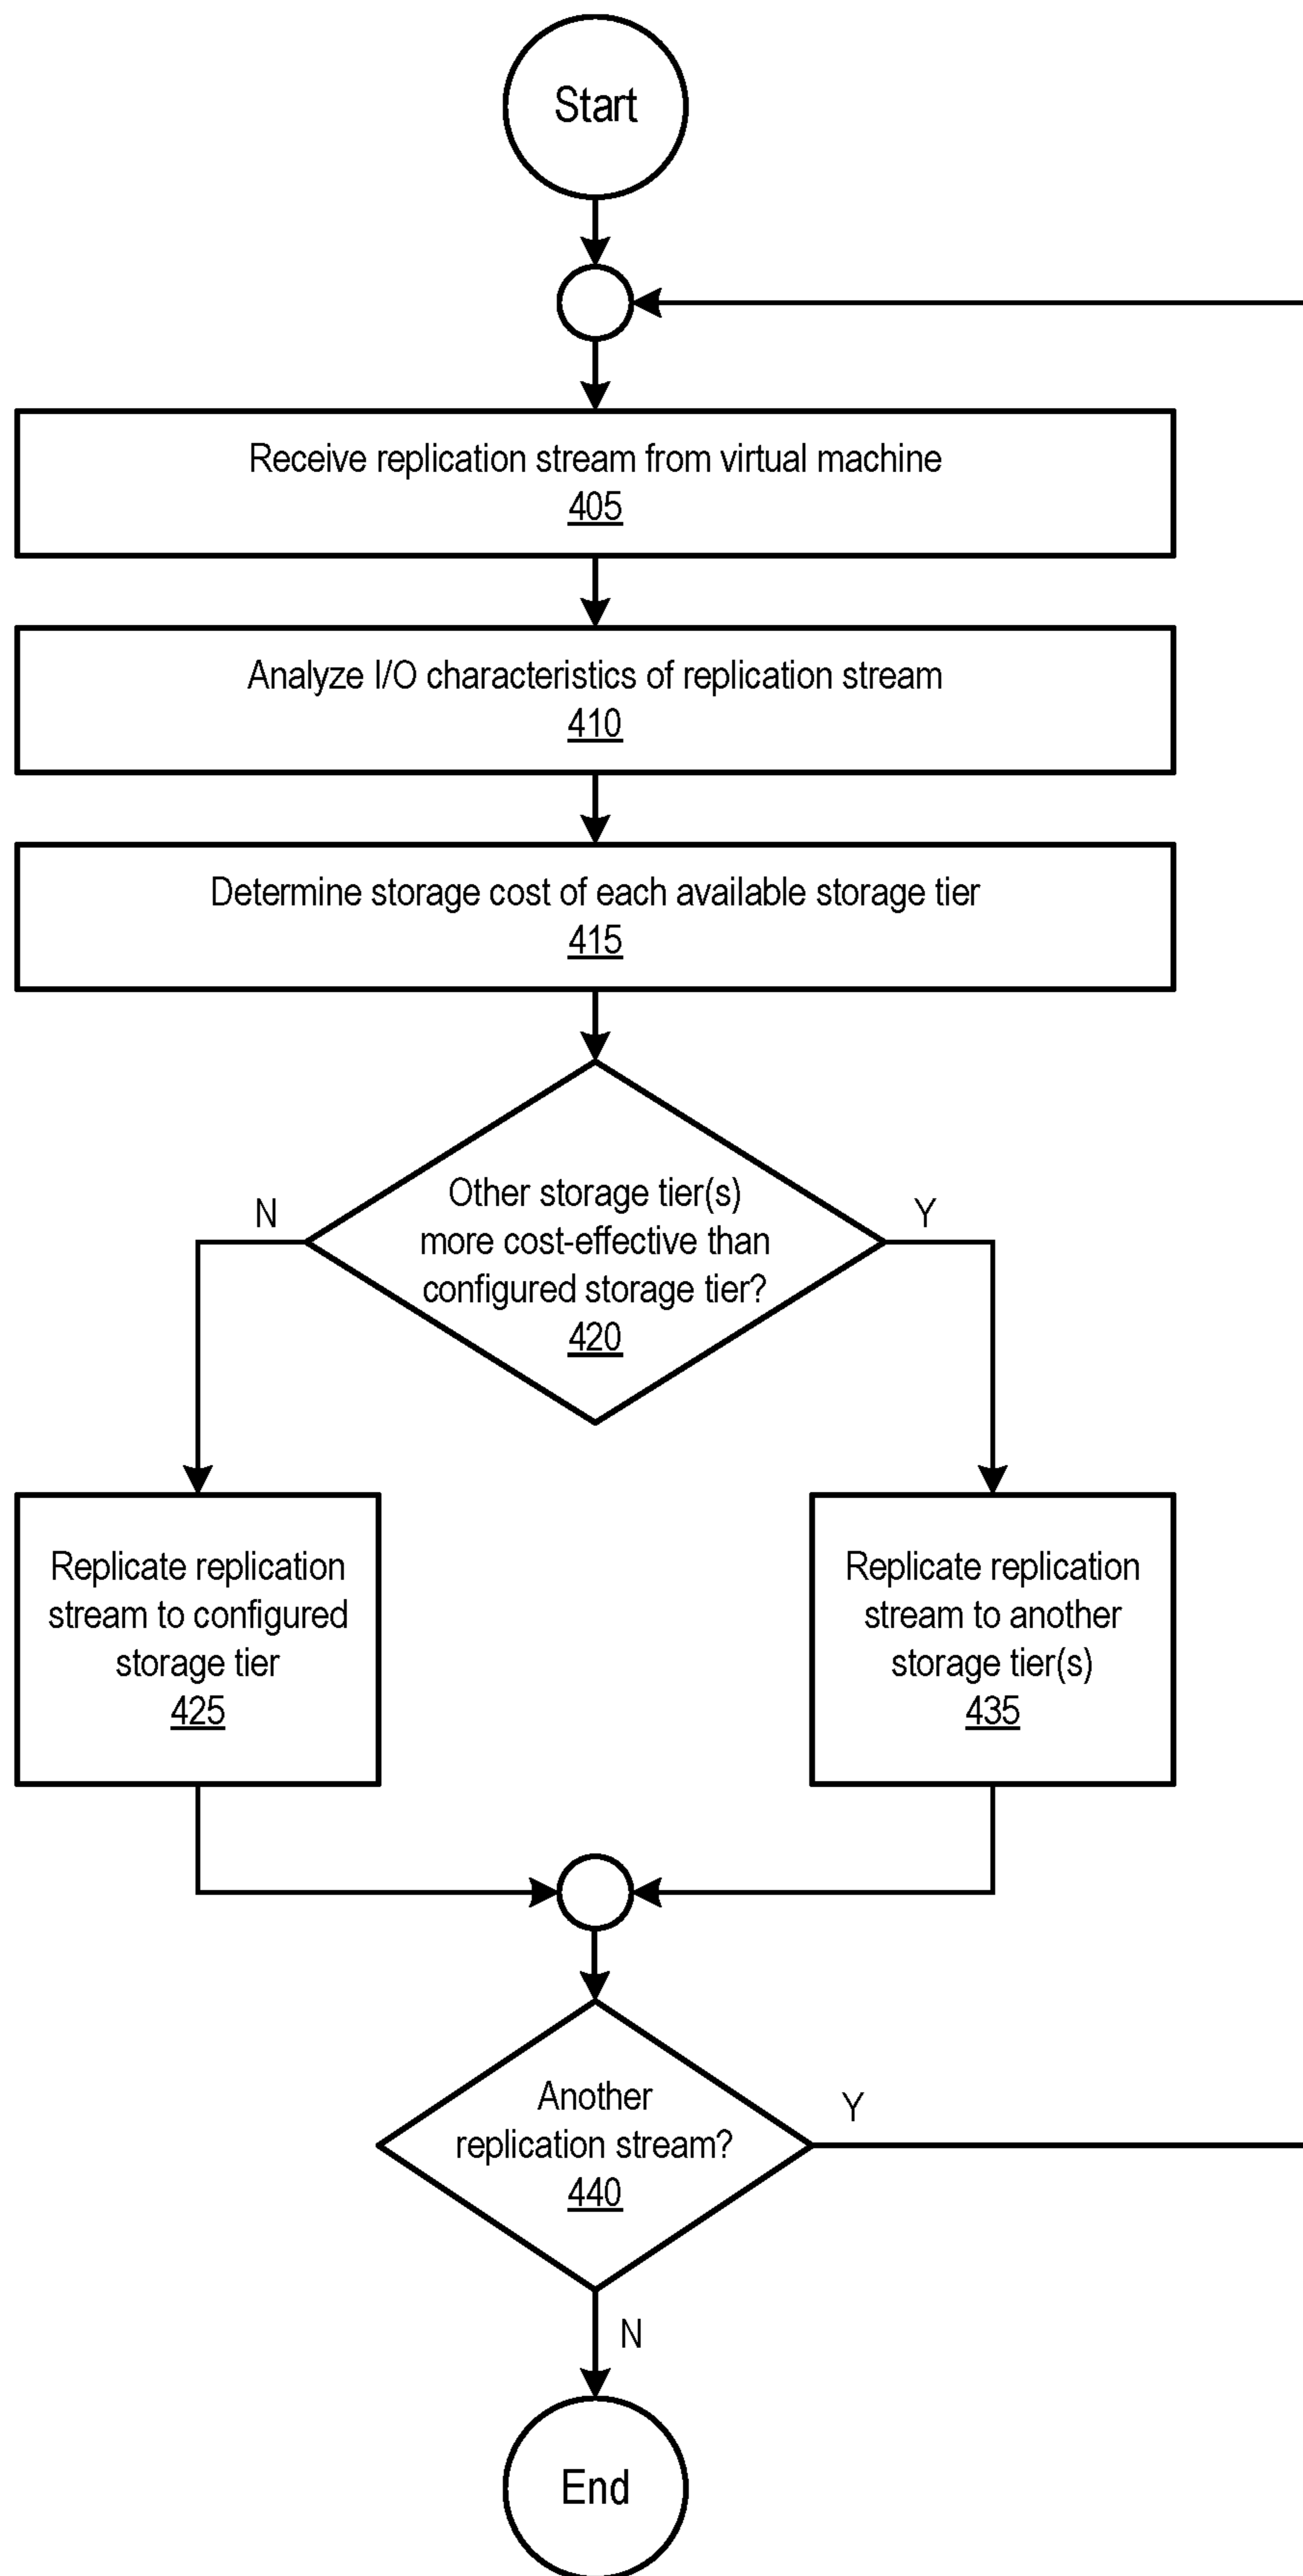 Start
Receive replication stream from virtual machine
405
Analyze I/O characteristics of replication stream
410
Determine storage cost of each available storage tier
415
Other storage tier(s)
more cost-effective than
configured storage tier?
420
N
Y
Replicate replication
stream to configured
storage tier
425
Replicate replication
stream to another
storage tier(s)
435
Another
replication stream?
440
Y
N
End